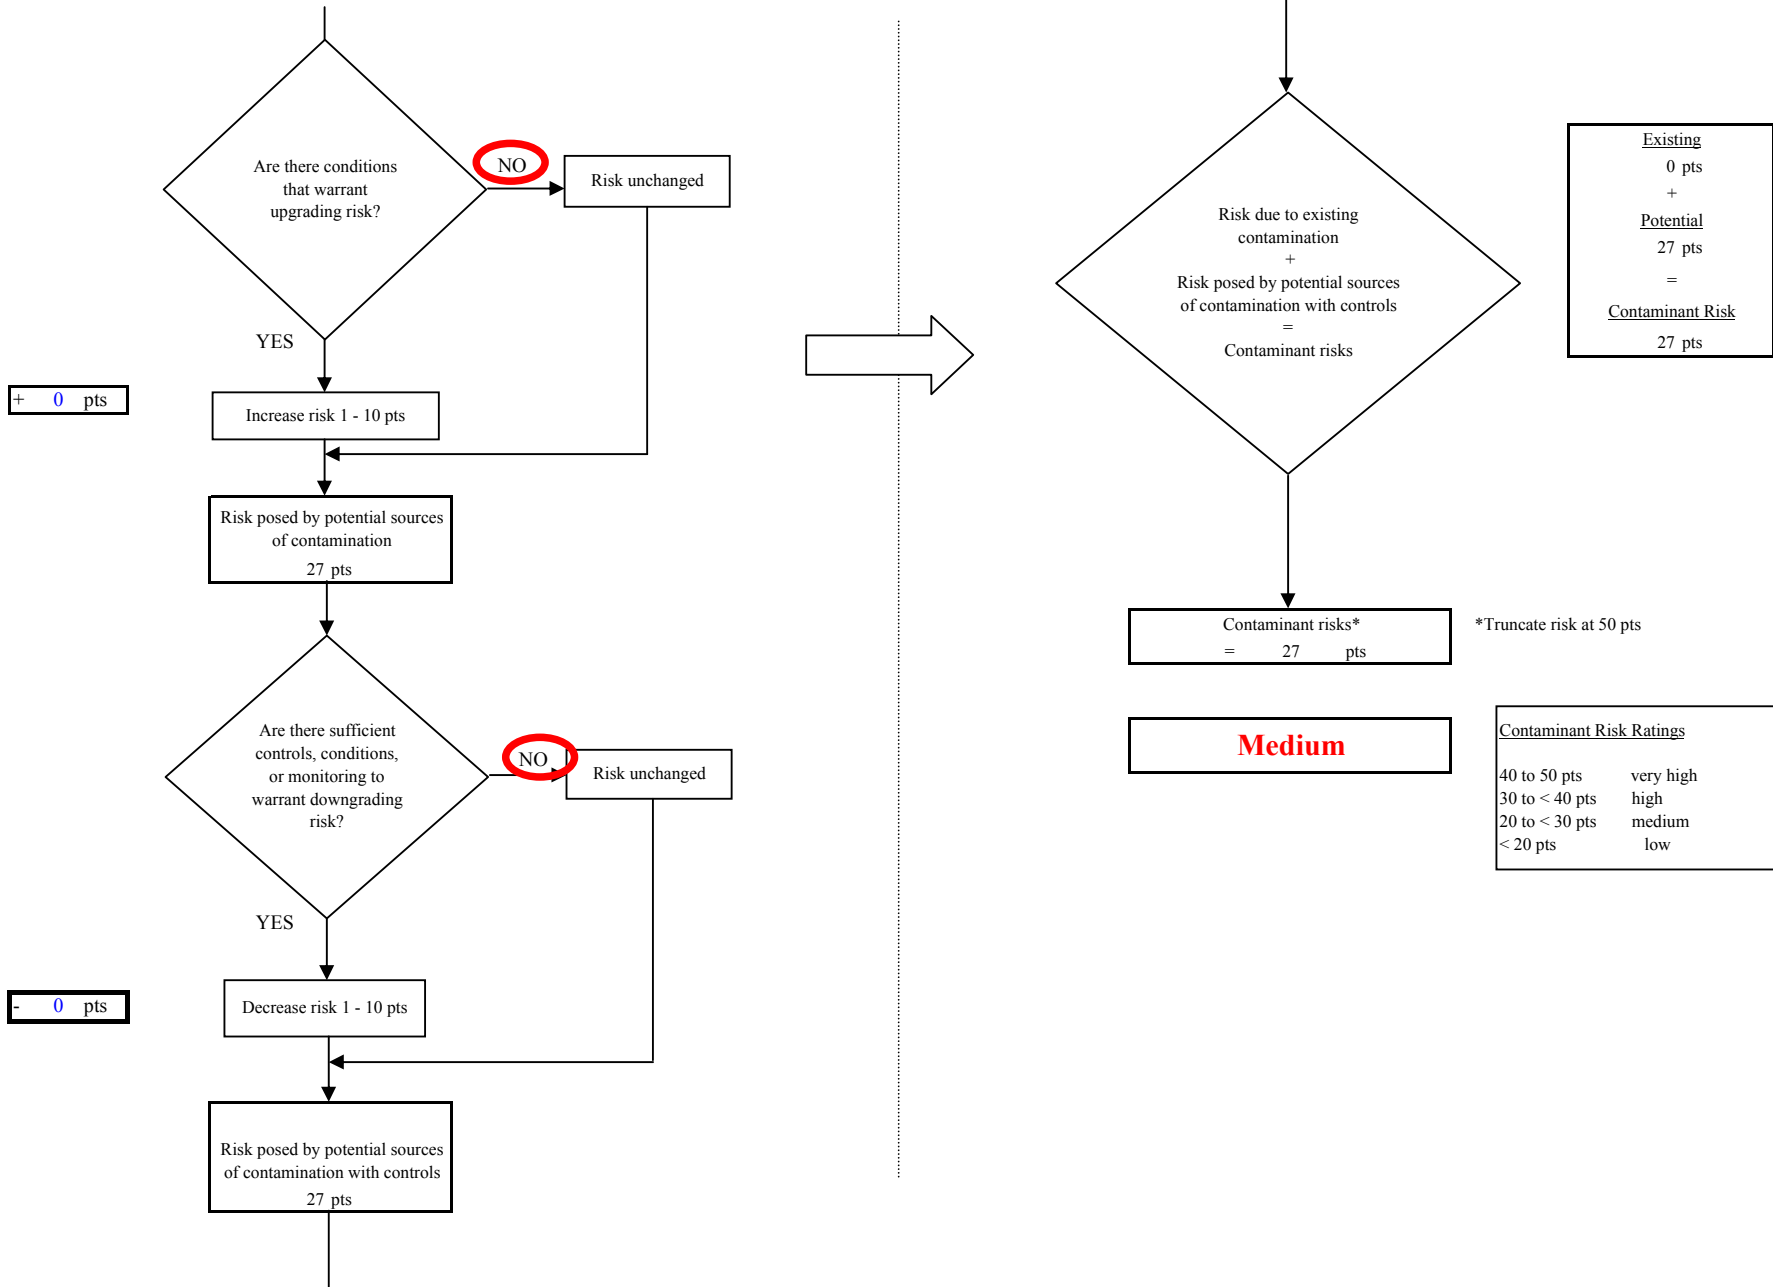 Are there conditions
that warrant
upgrading risk?
NO
Risk unchanged
YES
+ 0 pts
Increase risk 1 - 10 pts
Risk posed by potential sources
of contamination
27 pts
Are there sufficient
controls, conditions,
or monitoring to
warrant downgrading
risk?
NO
Risk unchanged
YES
- 0 pts
Decrease risk 1 - 10 pts
Risk posed by potential sources
of contamination with controls
27 pts
Risk due to existing
contamination
+
Risk posed by potential sources
of contamination with controls
=
Contaminant risks
Existing
0 pts
+
Potential
27 pts
=
Contaminant Risk
27 pts
Contaminant risks*
= 27 pts
*Truncate risk at 50 pts
Medium
Contaminant Risk Ratings
40 to 50 pts very high
30 to < 40 pts high
20 to < 30 pts medium
< 20 pts low